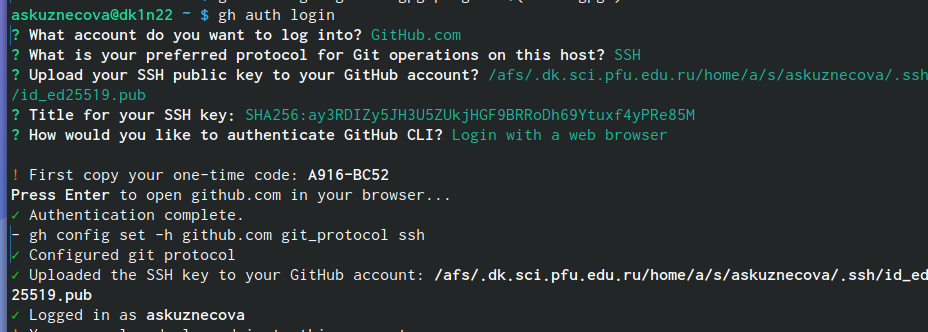 askuznecova@dk1n22 ~ $ gh auth login
? What account do you want to log into? GitHub.com
? What is your preferred protocol for Git operations on this host? SSH
? Upload your SSH public key to your GitHub account? /afs/.dk.sci.pfu.edu.ru/home/a/s/askuznecova/.ssh
/id_ed25519.pub
? Title for your SSH key: SHA256:ay3RDIZy5JH3U5ZUkjHGF9BRRoDh69Ytuxf4yPRe85M
? How would you like to authenticate GitHub CLI? Login with a web browser
! First copy your one-time code: A916-BC52
Press Enter to open github.com in your browser...
✓ Authentication complete.
- gh config set -h github.com git_protocol ssh
✓ Configured git protocol
✓ Uploaded the SSH key to your GitHub account: /afs/.dk.sci.pfu.edu.ru/home/a/s/askuznecova/.ssh/id_ed
25519.pub
✓ Logged in as askuznecova